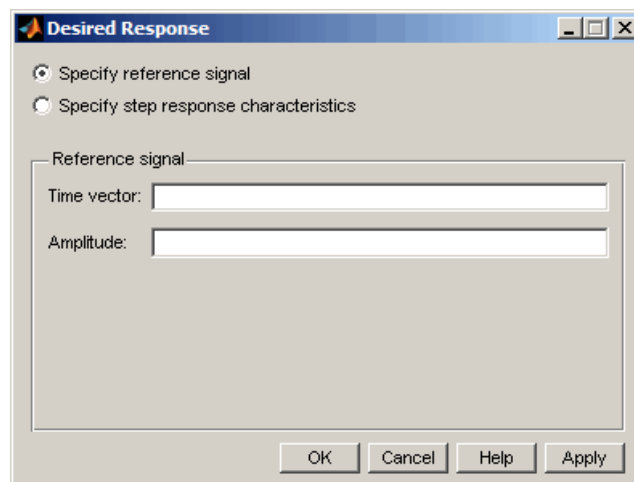 Desired Response
Specify reference signal
Specify step response characteristics
Reference signal
Time vector:
Amplitude:
OK Cancel Help Apply